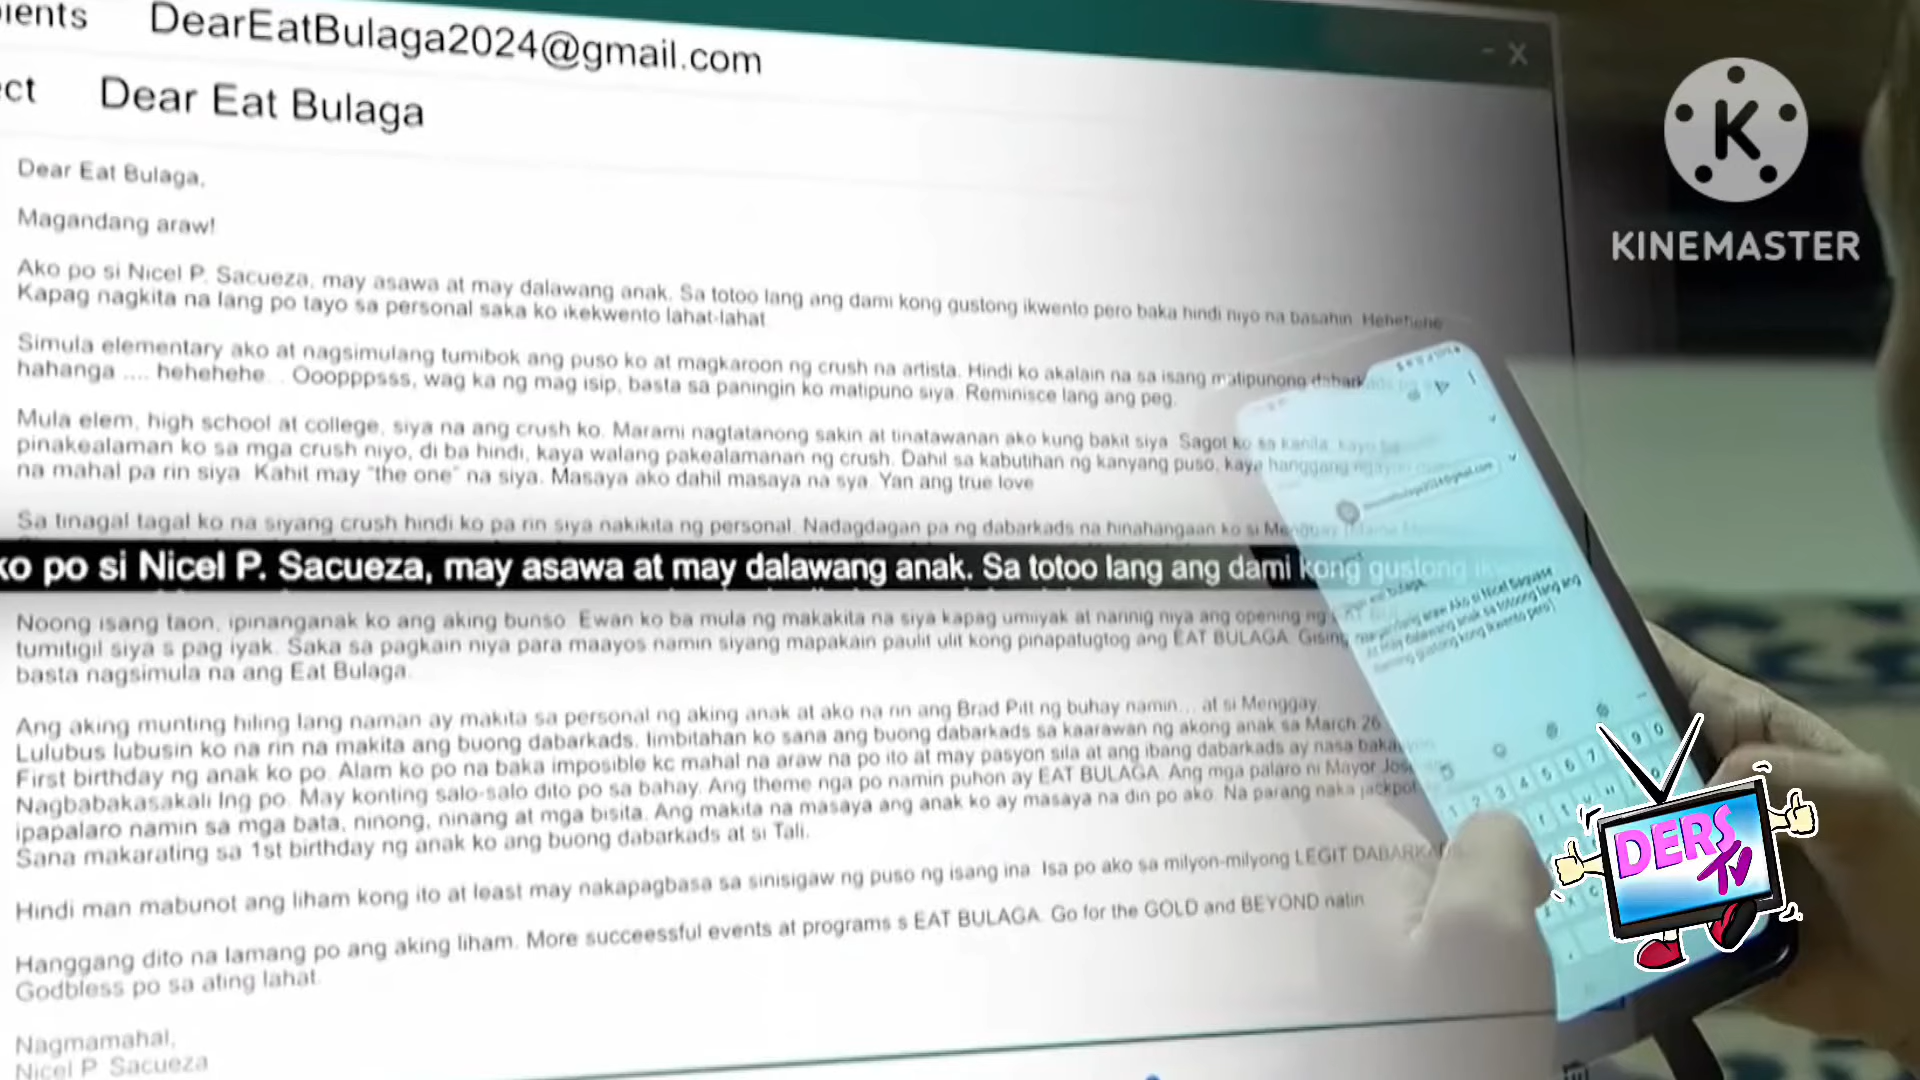 ients DearEatBulaga2024@gmail.com
ect Dear Eat Bulaga
Dear Eat Bulaga,
Magandang araw!
Ako po si Nicel P. Sacueza, may asawa at may dalawang anak. Sa totoo lang ang dami kong gustong ikwento pero baka hindi niyo na basahin. Hehehehe
Kapag nagkita na lang po tayo sa personal saka ko ikekwento lahat-lahat
Simula elementary ako at nagsimulang tumibok ang puso ko at magkaroon ng crush na artista. Hindi ko akalain na sa isang matipunong dabarkads
hahanga .... hehehehe... Ooopppsss, wag ka ng mag isip, basta sa paningin ko matipuno siya. Reminisce lang ang peg.
Mula elem, high school at college, siya na ang crush ko. Marami nagtatanong sakin at tinatawanan ako kung bakit siya. Sagot ko sa kanila, kayo
pinakealaman ko sa mga crush niyo, di ba hindi, kaya walang pakealamanan ng crush. Dahil sa kabutihan ng kanyang puso, kaya hanggang ngayon
na mahal pa rin siya. Kahit may "the one" na siya. Masaya ako dahil masaya na sya. Yan ang true love
Sa tinagal tagal ko na siyang crush hindi ko pa rin siya nakikita ng personal. Nadagdagan pa ng dabarkads na hinahangaan ko si Menggay
ko po si Nicel P. Sacueza, may asawa at may dalawang anak. Sa totoo lang ang dami kong gustong
Noong isang taon, ipinanganak ko ang aking bunso. Ewan ko ba mula ng makakita na siya kapag umiiyak at narinig niya ang opening ng
tumitigil siya s pag iyak. Saka sa pagkain niya para maayos namin siyang mapakain paulit ulit kong pinapatugtog ang EAT BULAGA. Gising
basta nagsimula na ang Eat Bulaga.
Ang aking munting hiling lang naman ay makita sa personal ng aking anak at ako na rin ang Brad Pitt ng buhay namin... at si Menggay.
Lulubus lubusin ko na rin na makita ang buong dabarkads. Iimbitahan ko sana ang buong dabarkads sa kaarawan ng akong anak sa March 26
First birthday ng anak ko po. Alam ko po na baka imposible kc mahal na araw na po ito at may pasyon sila at ang ibang dabarkads ay nasa bakasyon
Nagbabakasakali lng po. May konting salo-salo dito po sa bahay. Ang theme nga po namin puhon ay EAT BULAGA. Ang mga palaro ni Mayor Jose
ipapalaro namin sa mga bata, ninong, ninang at mga bisita. Ang makita na masaya ang anak ko ay masaya na din po ako. Na parang naka jackpot
Sana makarating sa 1st birthday ng anak ko ang buong dabarkads at si Tali.
Hindi man mabunot ang liham kong ito at least may nakapagbasa sa sinisigaw ng puso ng isang ina. Isa po ako sa milyon-milyong LEGIT DABARKADS
Hanggang dito na lamang po ang aking liham. More succeessful events at programs s EAT BULAGA. Go for the GOLD and BEYOND natin
Godbless po sa ating lahat.
Nagmamahal,
Nicel P. Sacueza
K
KINEMASTER
DERS
TV